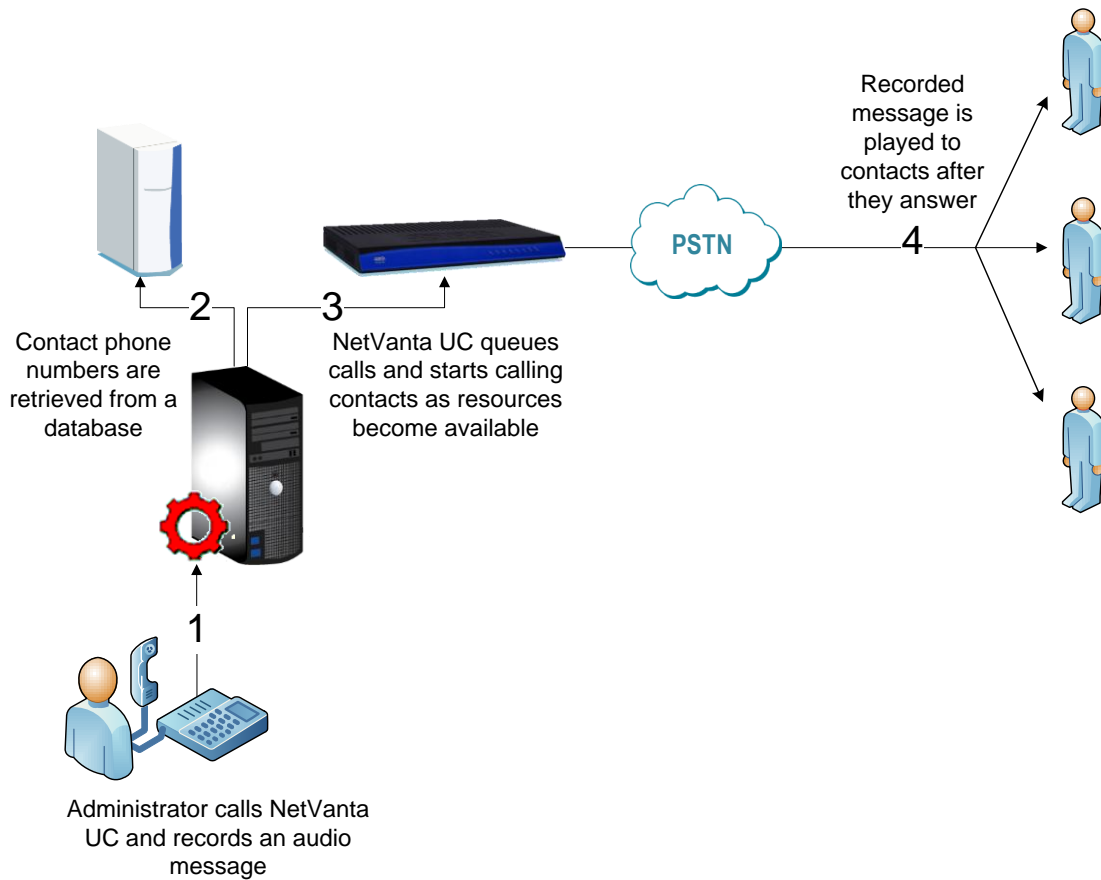 1
Administrator calls NetVanta
UC and records an audio
message
2
Contact phone
numbers are
retrieved from a
database
3
NetVanta UC queues
calls and starts calling
contacts as resources
become available
PSTN
Recorded
message is
played to
contacts after
they answer
4